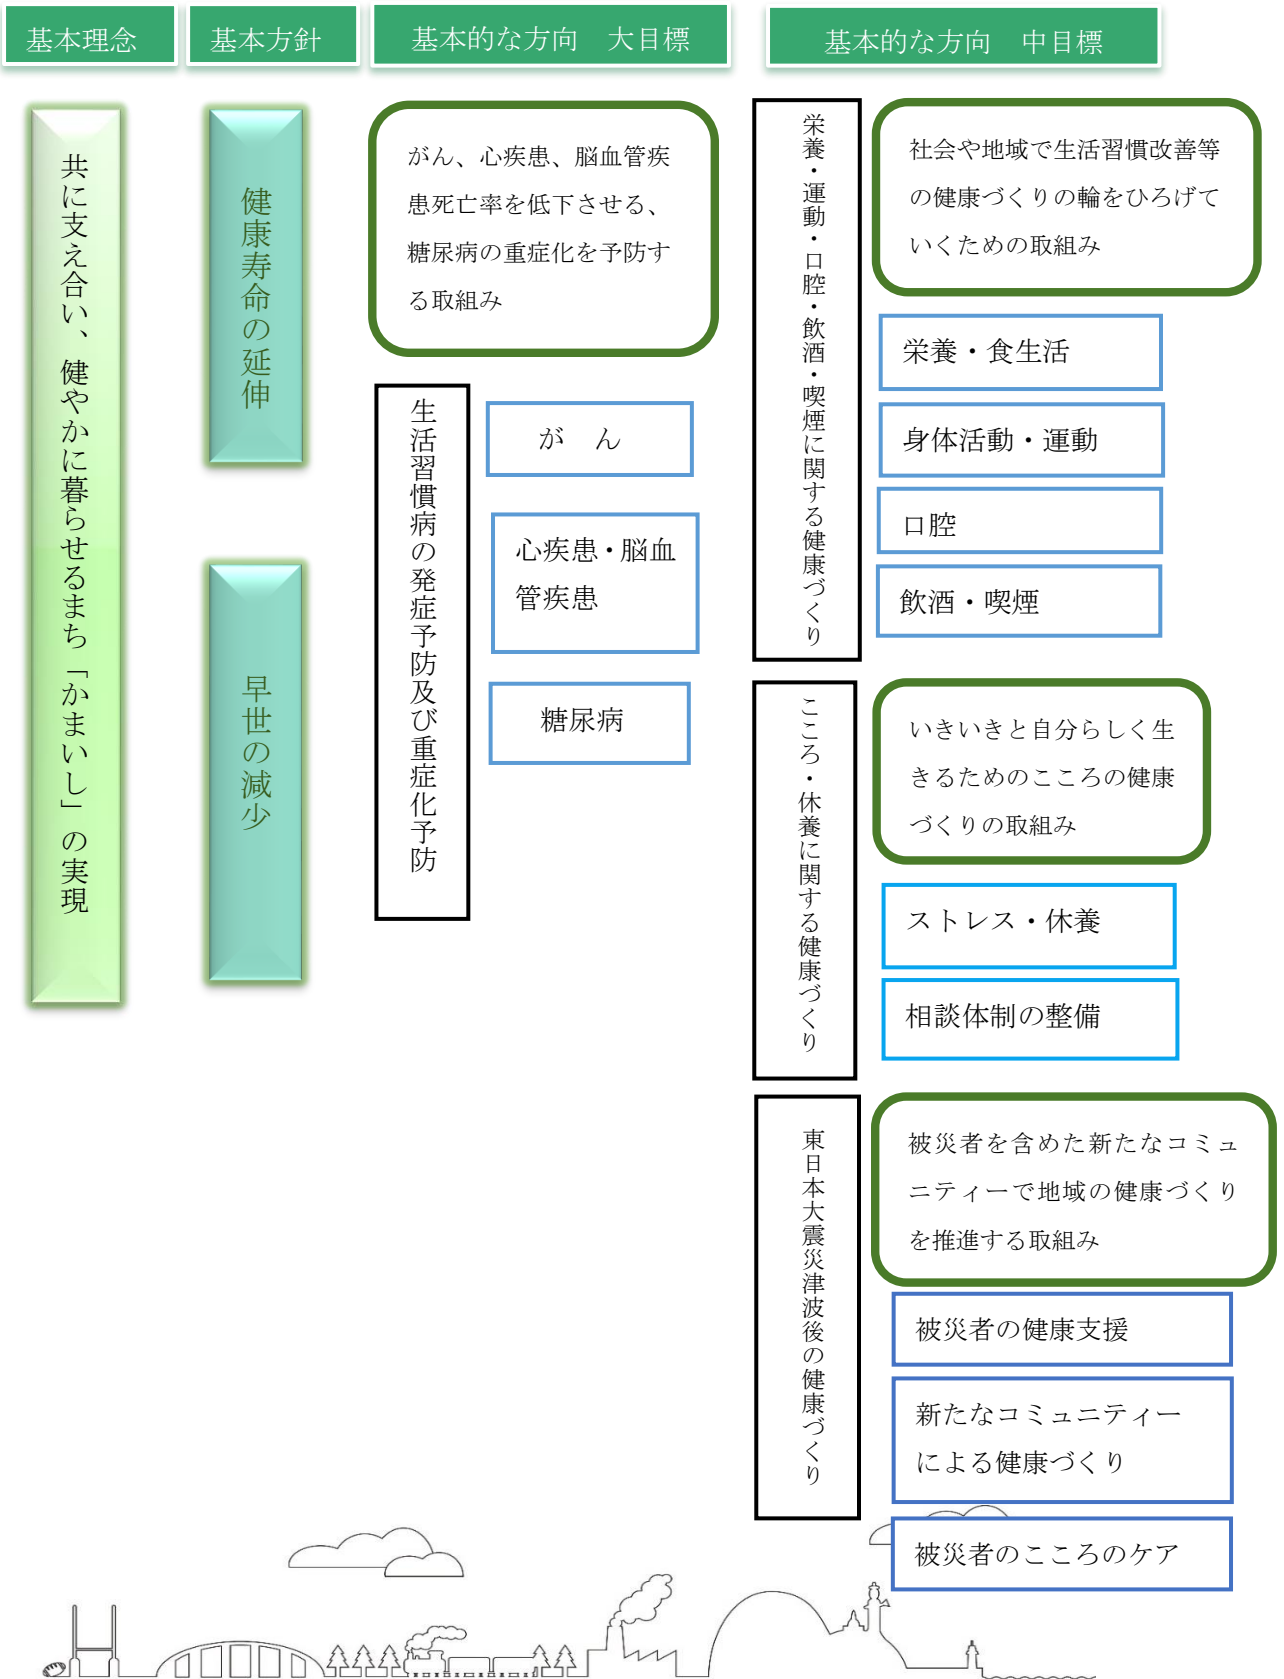 基本理念
基本方針
基本的な方向　大目標
基本的な方向　中目標
共に支え合い、健やかに暮らせるまち「かまいし」の実現
健康寿命の延伸
早世の減少
がん、心疾患、脳血管疾
患死亡率を低下させる、
糖尿病の重症化を予防す
る取組み
生活習慣病の発症予防及び重症化予防
が　ん
心疾患・脳血
管疾患
糖尿病
栄養・運動・口腔・飲酒・喫煙に関する健康づくり
社会や地域で生活習慣改善等
の健康づくりの輪をひろげて
いくための取組み
栄養・食生活
身体活動・運動
口腔
飲酒・喫煙
こころ・休養に関する健康づくり
いきいきと自分らしく生
きるためのこころの健康
づくりの取組み
ストレス・休養
相談体制の整備
東日本大震災津波後の健康づくり
被災者を含めた新たなコミュ
ニティーで地域の健康づくり
を推進する取組み
被災者の健康支援
新たなコミュニティー
による健康づくり
被災者のこころのケア